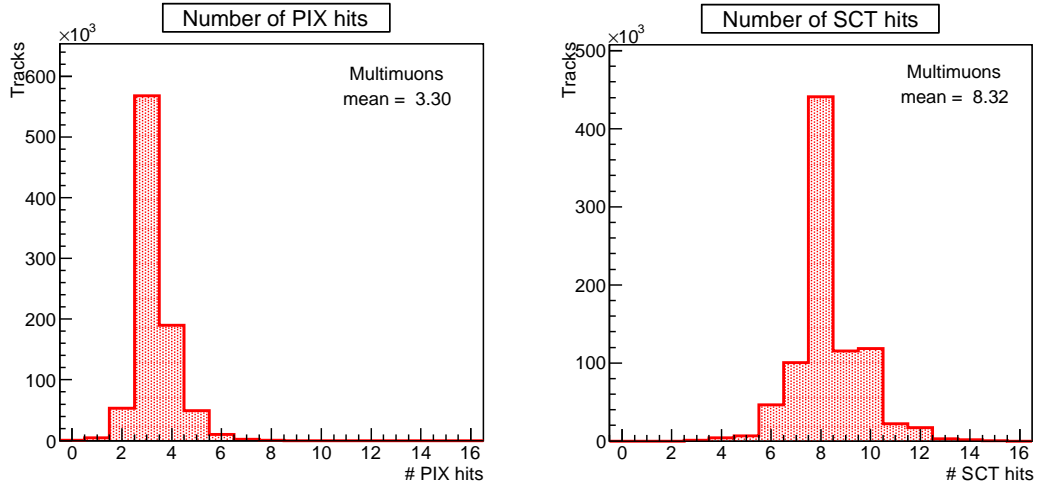 Number of PIX hits
×10³
Tracks
600
500
400
300
200
100
0
Multimuons
mean = 3.30
0 2 4 6 8 10 12 14 16
# PIX hits
Number of SCT hits
×10³
Tracks
500
400
300
200
100
0
Multimuons
mean = 8.32
0 2 4 6 8 10 12 14 16
# SCT hits